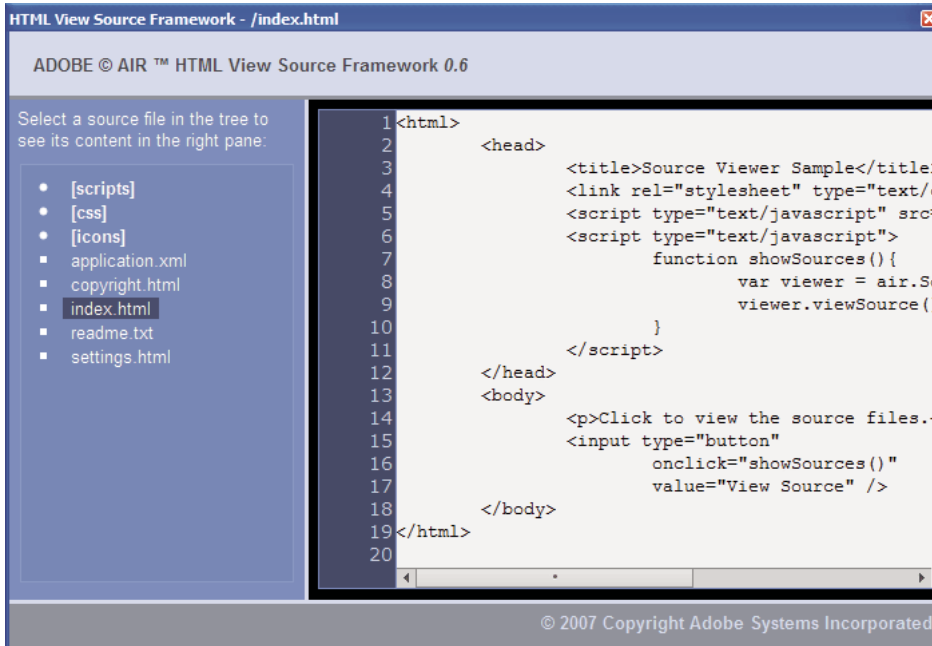 HTML View Source Framework - /index.html
ADOBE © AIR ™ HTML View Source Framework 0.6
Select a source file in the tree to
see its content in the right pane:
[scripts]
[css]
[icons]
application.xml
copyright.html
index.html
readme.txt
settings.html
1 <html>
2 <head>
3 <title>Source Viewer Sample</title
4 <link rel="stylesheet" type="text/
5 <script type="text/javascript" src
6 <script type="text/javascript">
7 function showSources(){
8 var viewer = air.S
9 viewer.viewSource(
10 }
11 </script>
12 </head>
13 <body>
14 <p>Click to view the source files.
15 <input type="button"
16 onclick="showSources()"
17 value="View Source" />
18 </body>
19 </html>
20
© 2007 Copyright Adobe Systems Incorporated